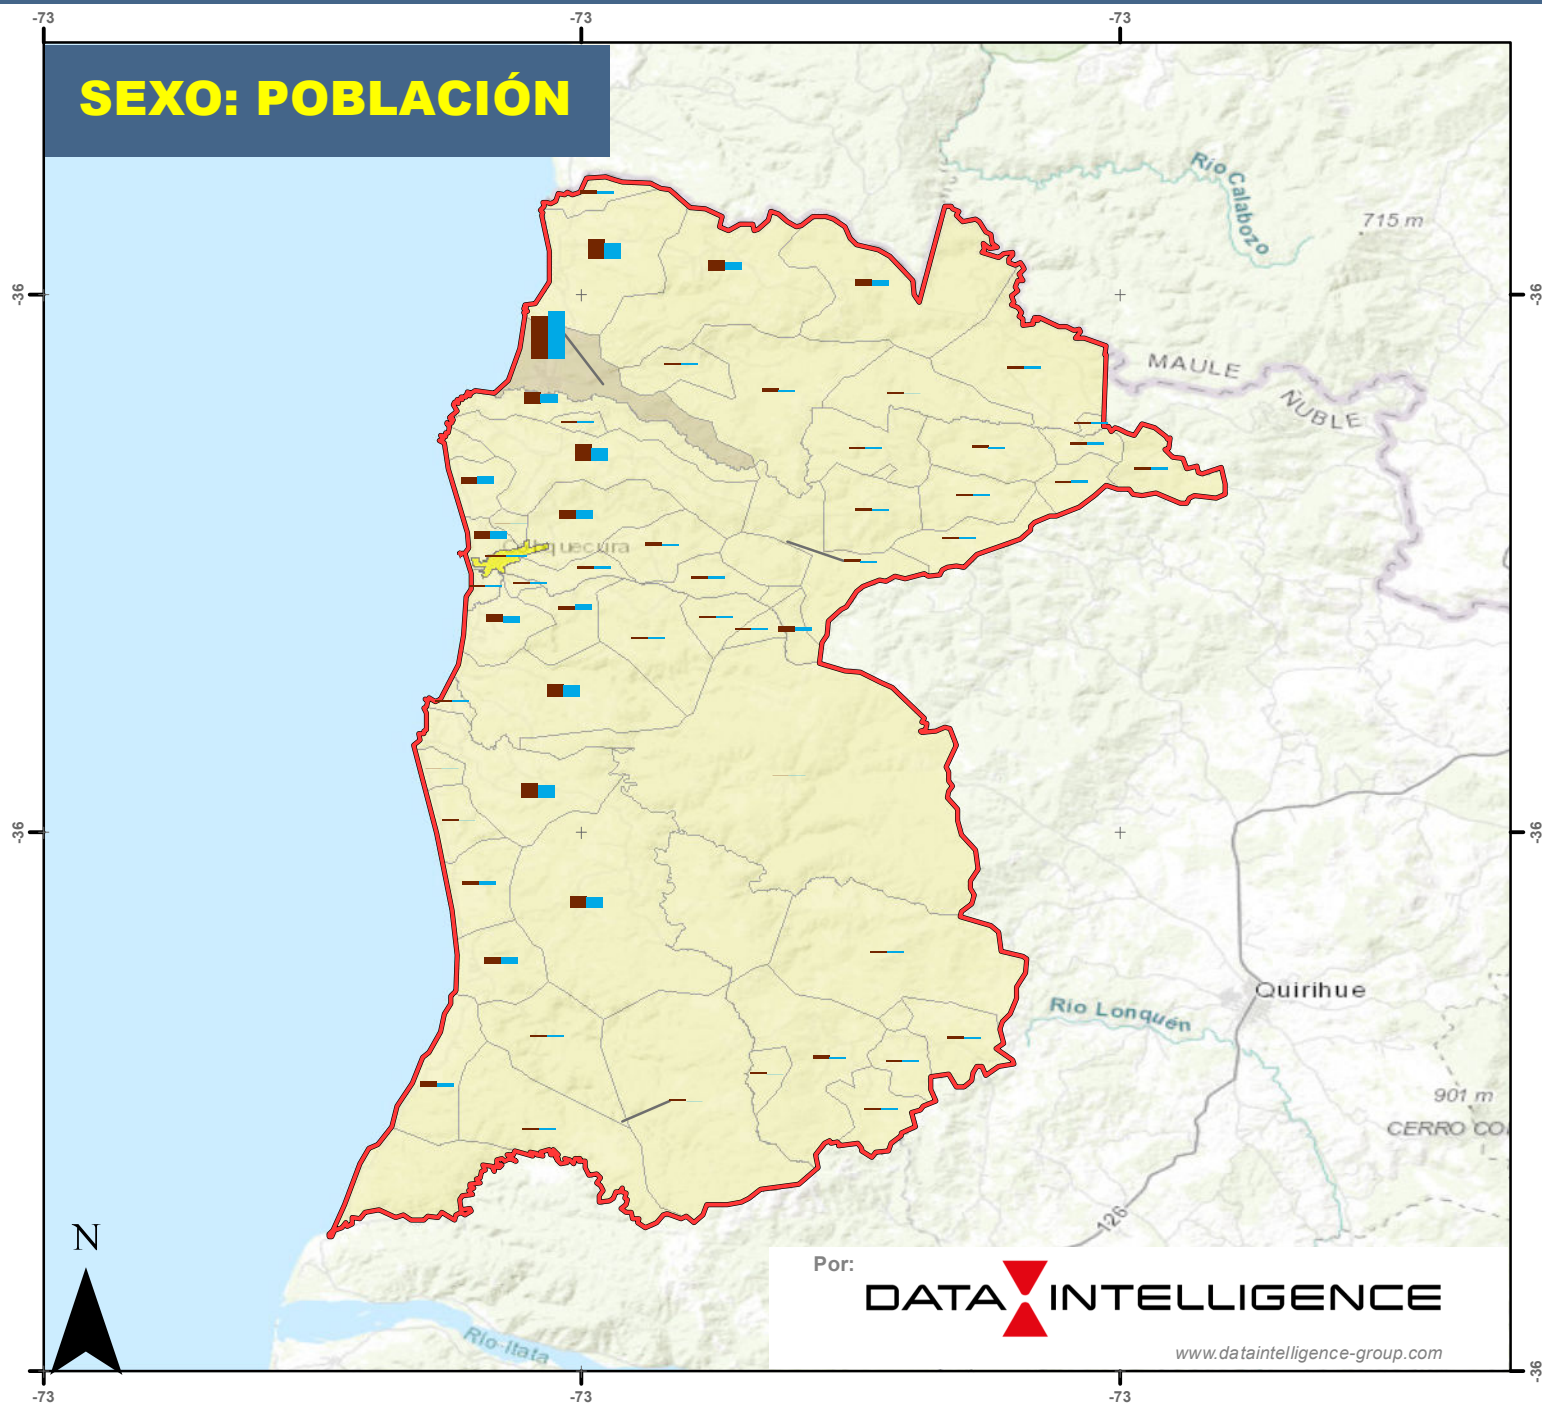 -73 -73 -73
SEXO: POBLACIÓN
Río Calabozo
715 m
-36 -36
MAULE
ÑUBLE
-36 -36
Quirihue
Río Lonquén
901 m
126
N
Por:
DATA INTELLIGENCE
Río Itata
www.dataintelligence-group.com
-73 -73 -73